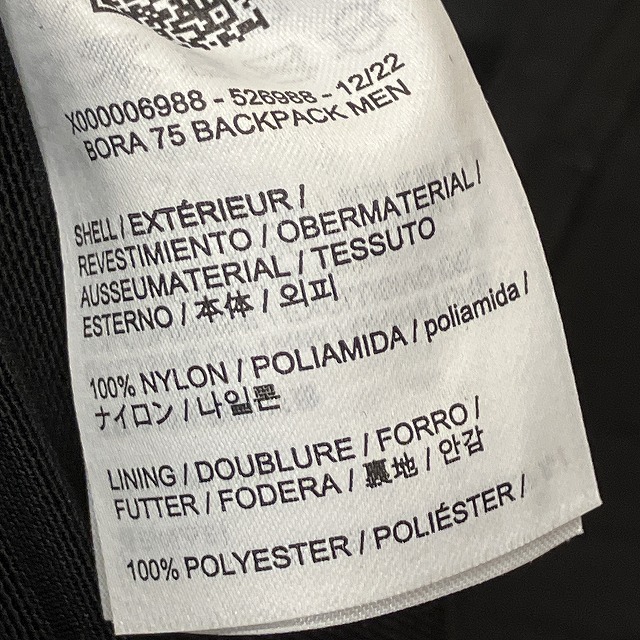 X000006988 - 526988 - 12/22
BORA 75 BACKPACK MEN
SHELL / EXTÉRIEUR /
REVESTIMIENTO / OBERMATERIAL /
AUSSEUMATERIAL / TESSUTO
ESTERNO / 本体 / 외피
100% NYLON / POLIAMIDA / poliamida /
ナイロン / 나일론
LINING / DOUBLURE / FORRO /
FUTTER / FODERA / 裏地 / 안감
100% POLYESTER / POLIÉSTER /